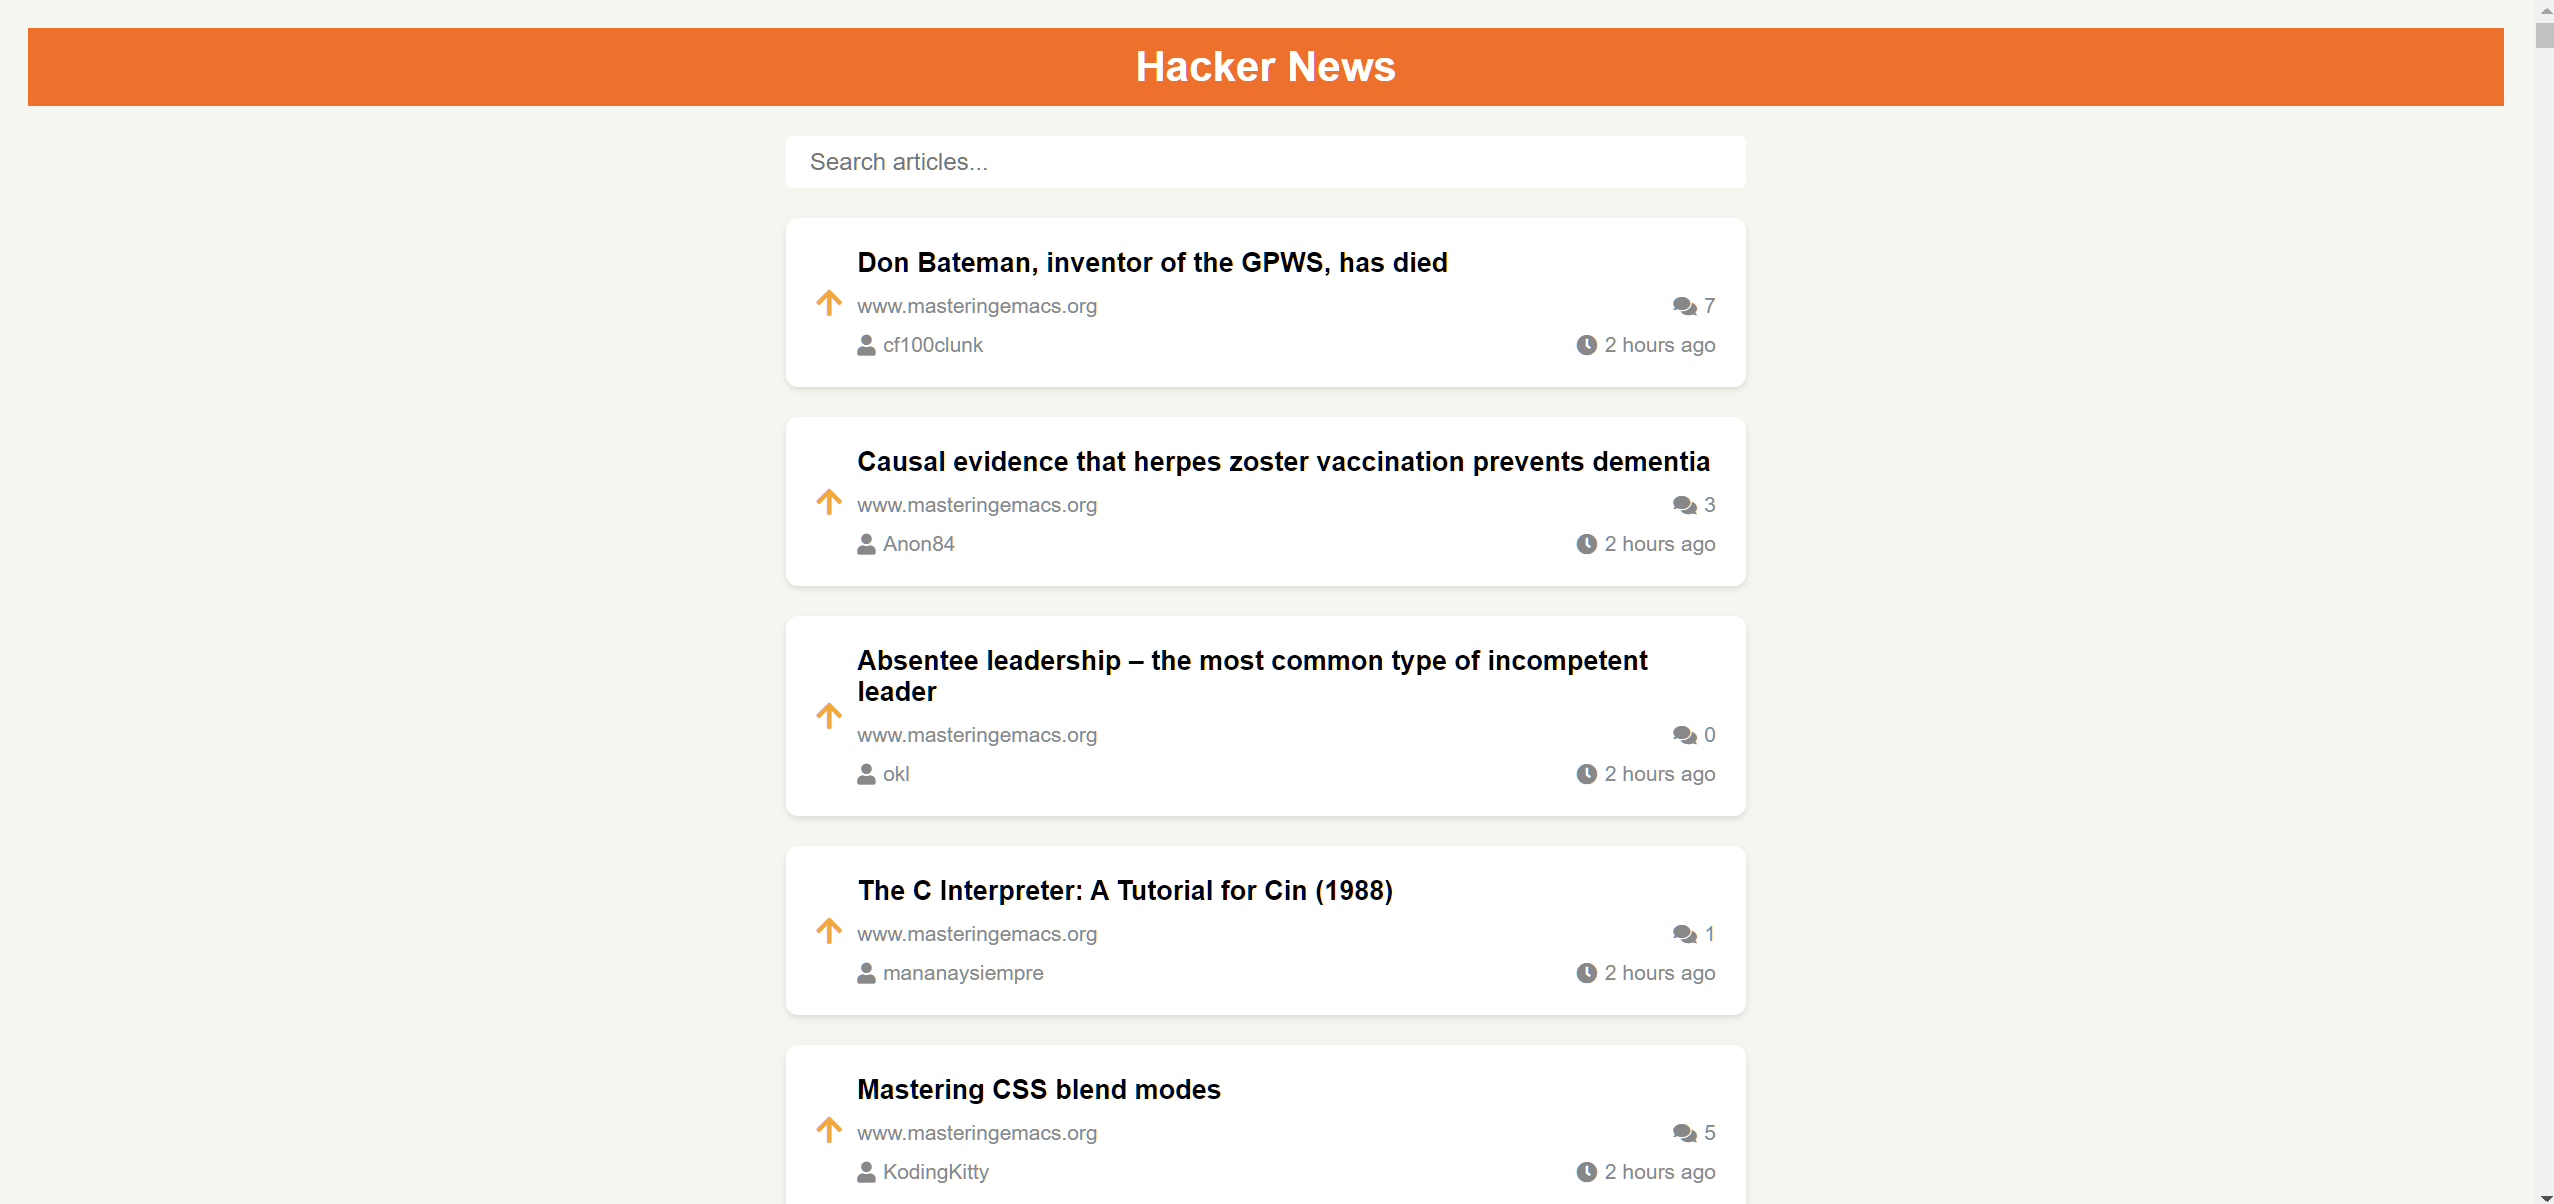 Hacker News
Search articles...
Don Bateman, inventor of the GPWS, has died
www.masteringemacs.org 7
cf100clunk 2 hours ago
Causal evidence that herpes zoster vaccination prevents dementia
www.masteringemacs.org 3
Anon84 2 hours ago
Absentee leadership – the most common type of incompetent
leader
www.masteringemacs.org 0
okl 2 hours ago
The C Interpreter: A Tutorial for Cin (1988)
www.masteringemacs.org 1
mananaysiempre 2 hours ago
Mastering CSS blend modes
www.masteringemacs.org 5
KodingKitty 2 hours ago